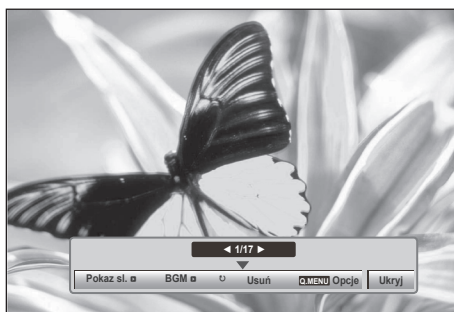 ◄ 1/17 ►
Pokaz sl. BGM ↻ Usuń Q.MENU Opcje Ukryj